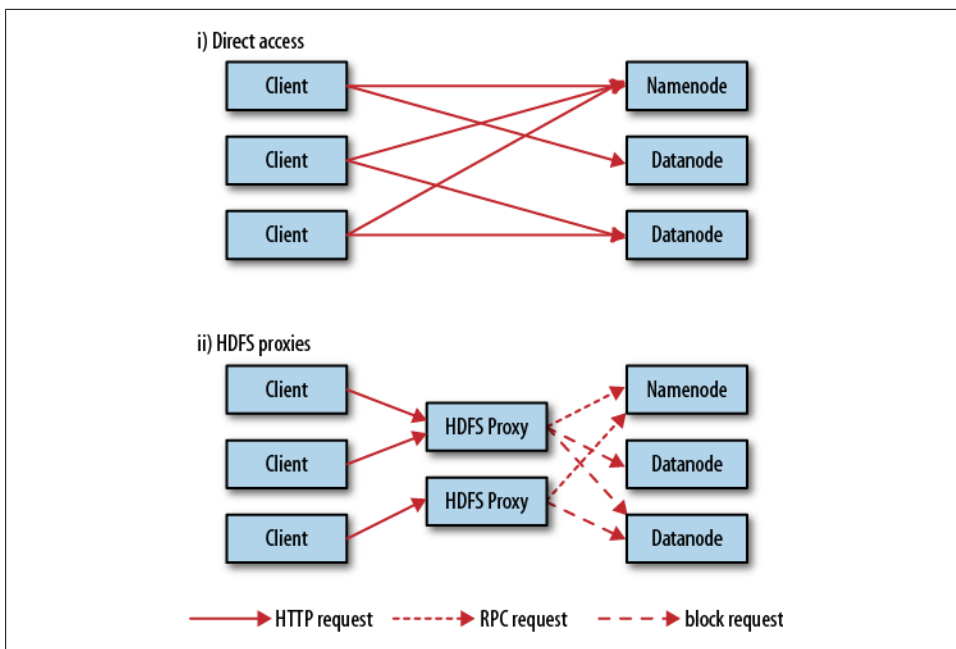 i) Direct access
Client
Namenode
Client
Datanode
Client
Datanode
ii) HDFS proxies
Client
Namenode
HDFS Proxy
Client
Datanode
HDFS Proxy
Client
Datanode
HTTP request
RPC request
block request